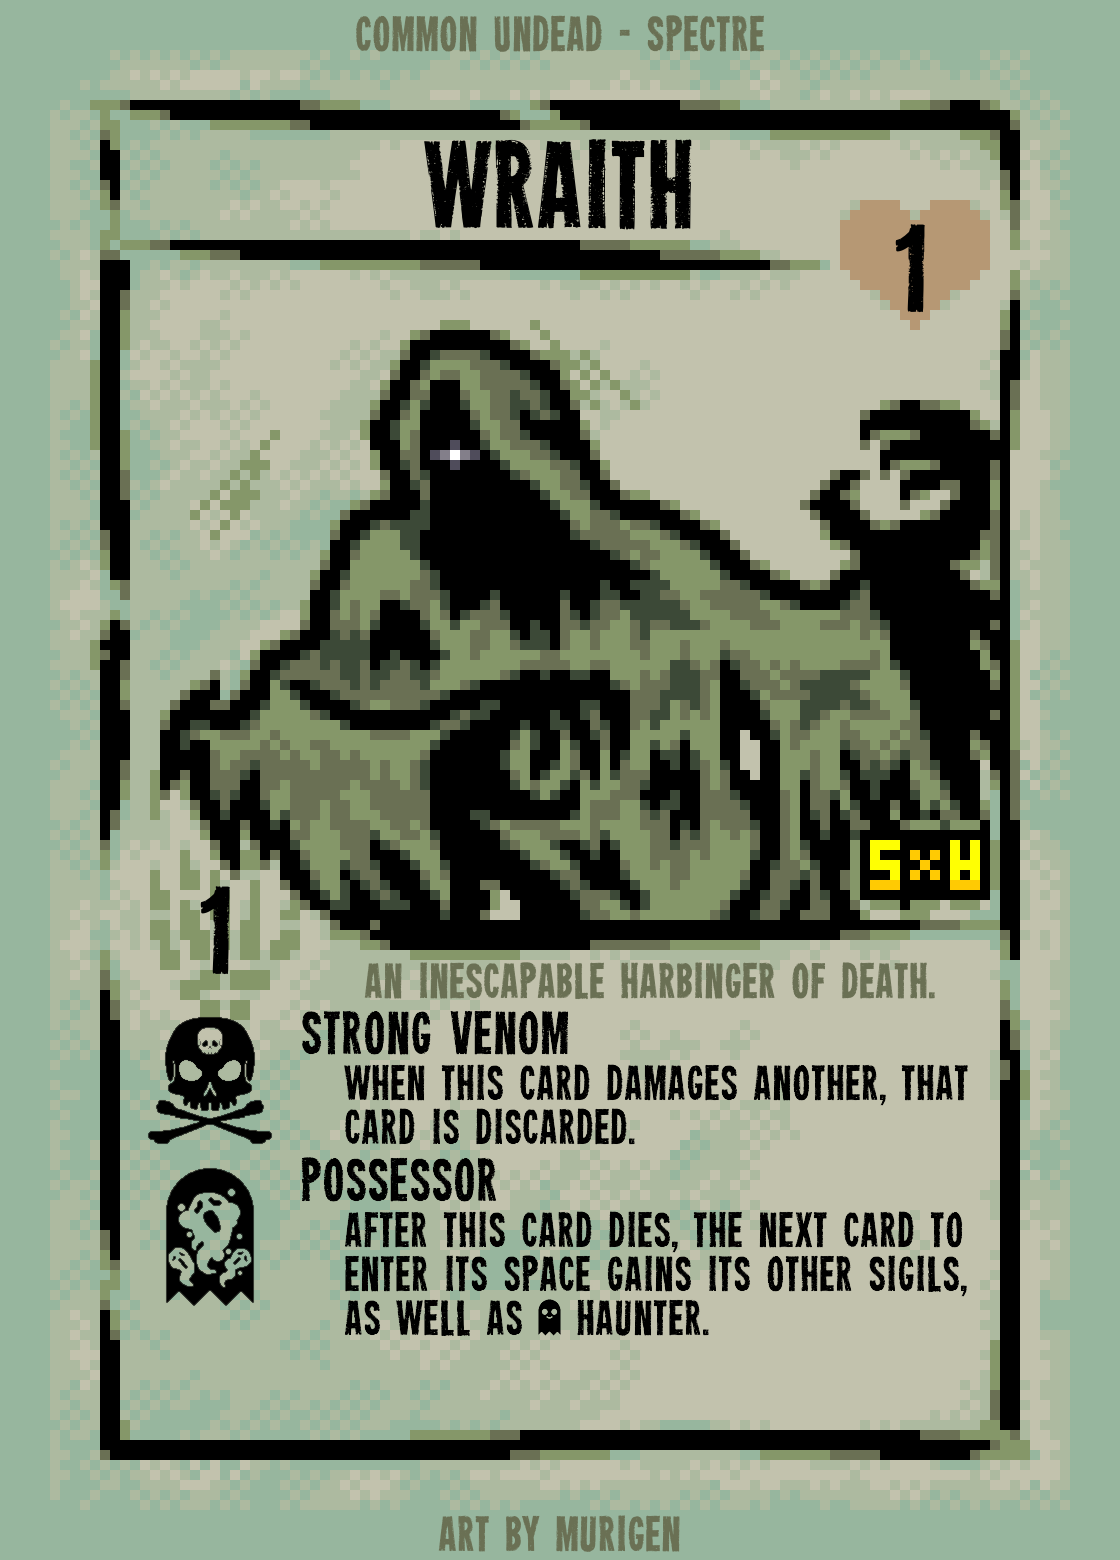 COMMON UNDEAD - SPECTRE
WRAITH
1
1
AN INESCAPABLE HARBINGER OF DEATH.
STRONG VENOM
WHEN THIS CARD DAMAGES ANOTHER, THAT
CARD IS DISCARDED.
POSSESSOR
AFTER THIS CARD DIES, THE NEXT CARD TO
ENTER ITS SPACE GAINS ITS OTHER SIGILS,
AS WELL AS HAUNTER.
ART BY MURIGEN